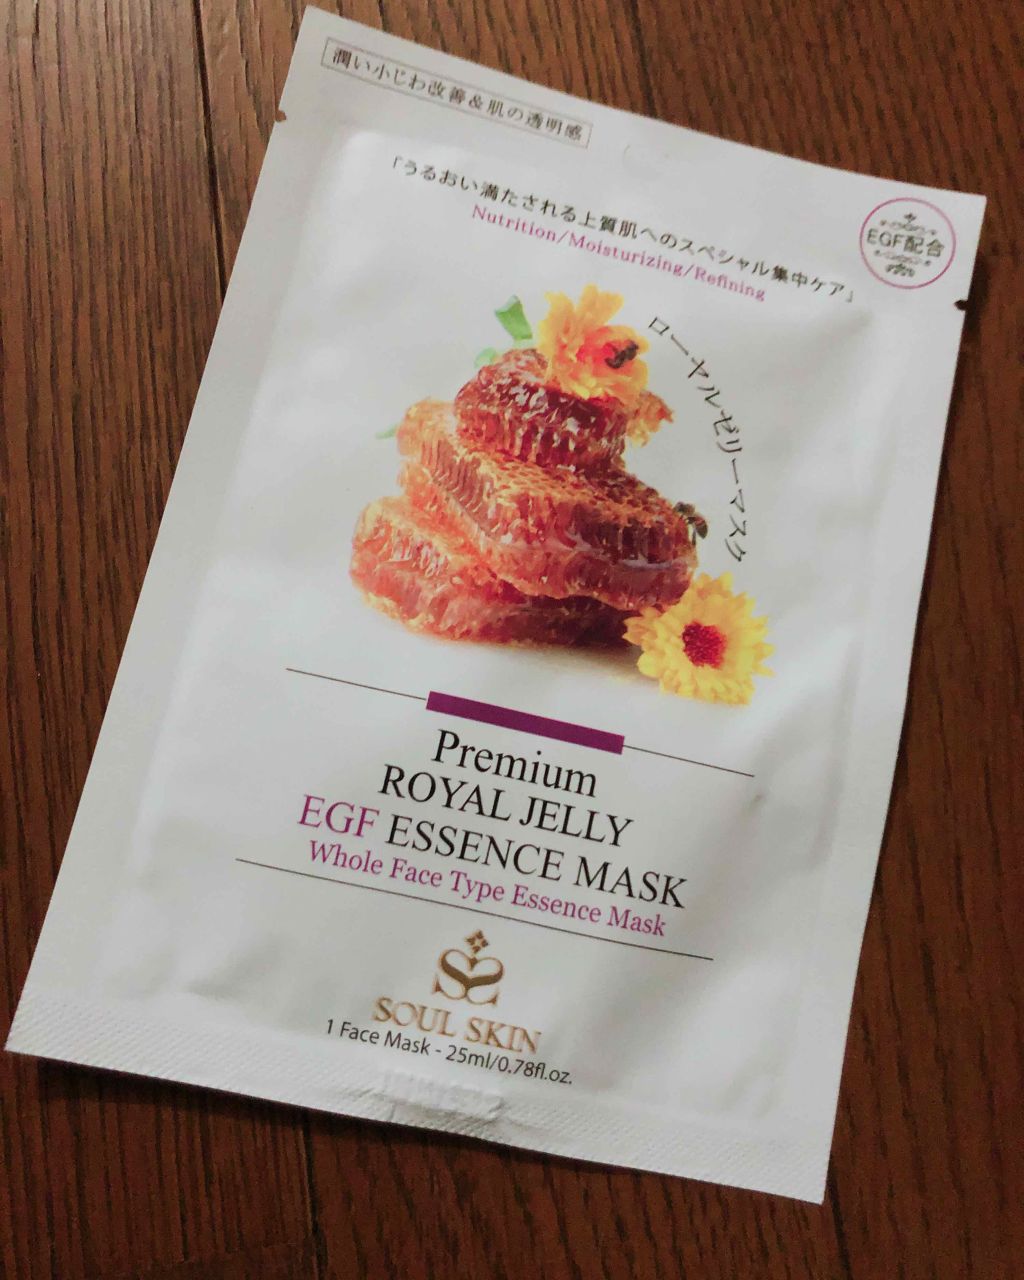 潤い小じわ改善&肌の透明感
「うるおい満たされる上質肌へのスペシャル集中ケア」
Nutrition/Moisturizing/Refining
EGF配合
ローヤルゼリーマスク
Premium
ROYAL JELLY
EGF ESSENCE MASK
Whole Face Type Essence Mask
SOUL SKIN
1 Face Mask - 25ml/0.78fl.oz.